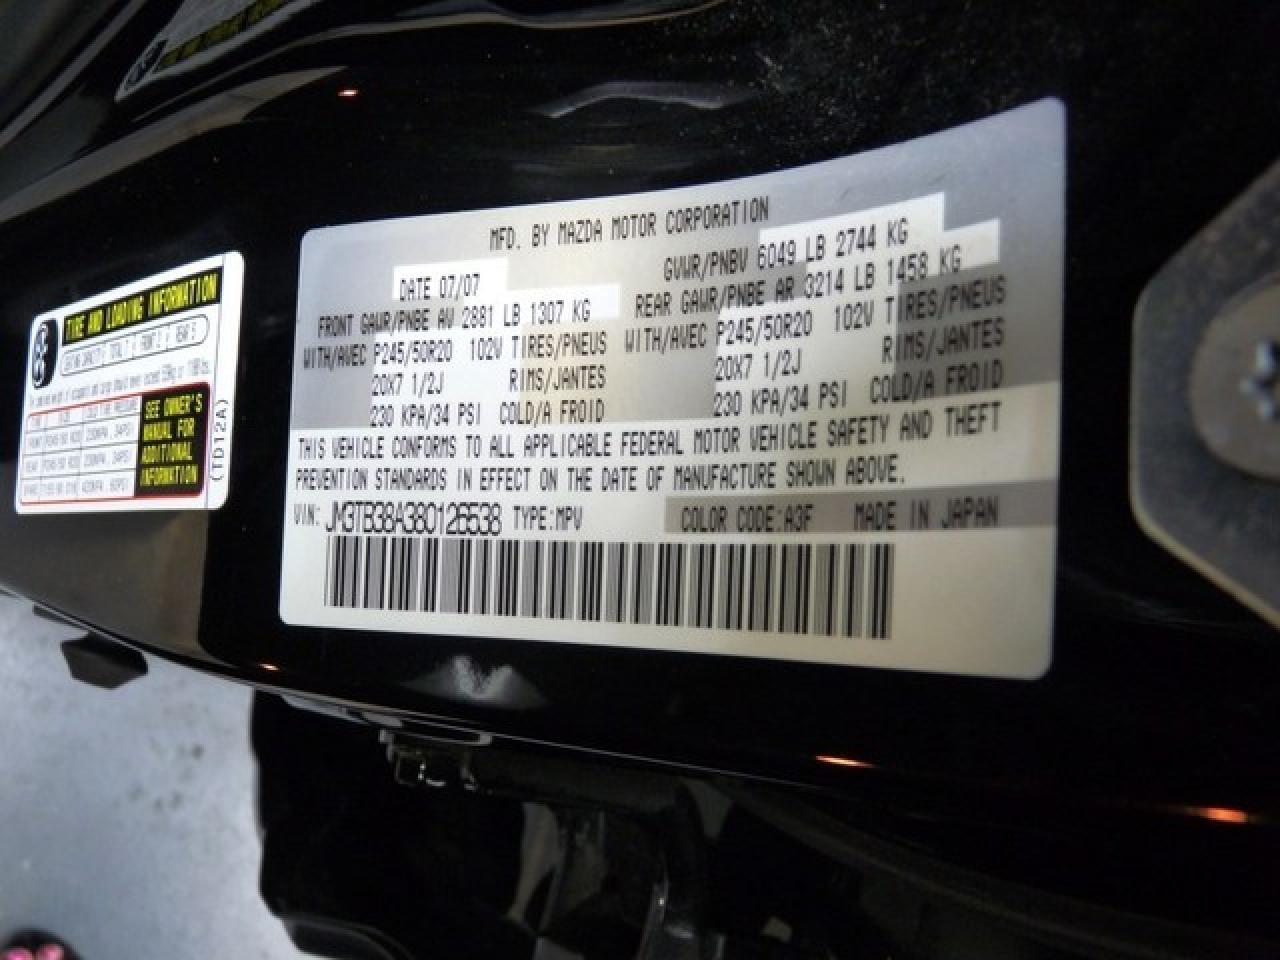 TIRE AND LOADING INFORMATION
SEE OWNER'S
MANUAL FOR
ADDITIONAL
INFORMATION
(TD12A)
MFD. BY MAZDA MOTOR CORPORATION
DATE 07/07 GVWR/PNBV 6049 LB 2744 KG
FRONT GAWR/PNBE AV 2881 LB 1307 KG REAR GAWR/PNBE AR 3214 LB 1458 KG
WITH/AVEC P245/50R20 102V TIRES/PNEUS WITH/AVEC P245/50R20 102V TIRES/PNEUS
20X7 1/2J RIMS/JANTES 20X7 1/2J RIMS/JANTES
230 KPA/34 PSI COLD/A FROID 230 KPA/34 PSI COLD/A FROID
THIS VEHICLE CONFORMS TO ALL APPLICABLE FEDERAL MOTOR VEHICLE SAFETY AND THEFT
PREVENTION STANDARDS IN EFFECT ON THE DATE OF MANUFACTURE SHOWN ABOVE.
VIN: JM3TB38A380126538 TYPE:MPV COLOR CODE:A3F MADE IN JAPAN